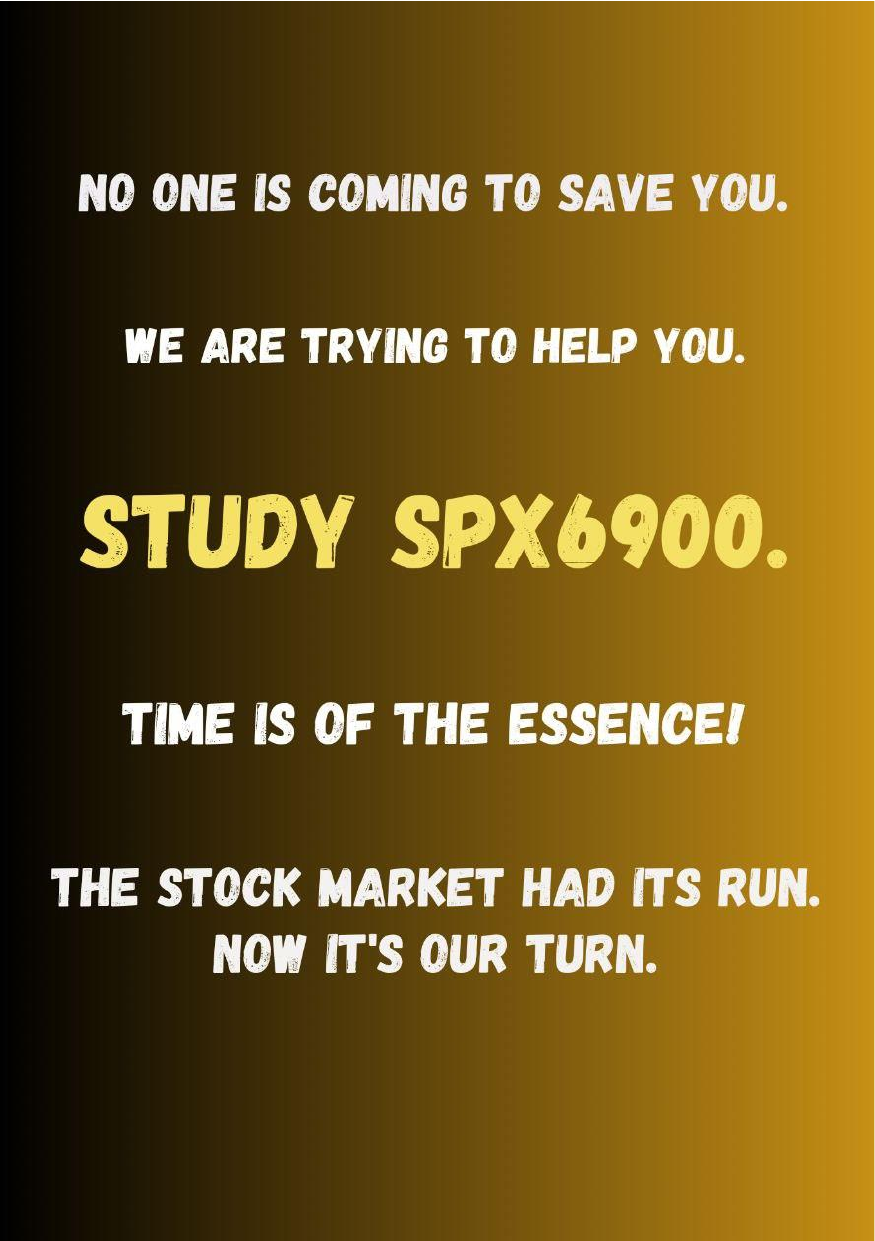 NO ONE IS COMING TO SAVE YOU.
WE ARE TRYING TO HELP YOU.
STUDY SPX6900.
TIME IS OF THE ESSENCE!
THE STOCK MARKET HAD ITS RUN.
NOW IT'S OUR TURN.